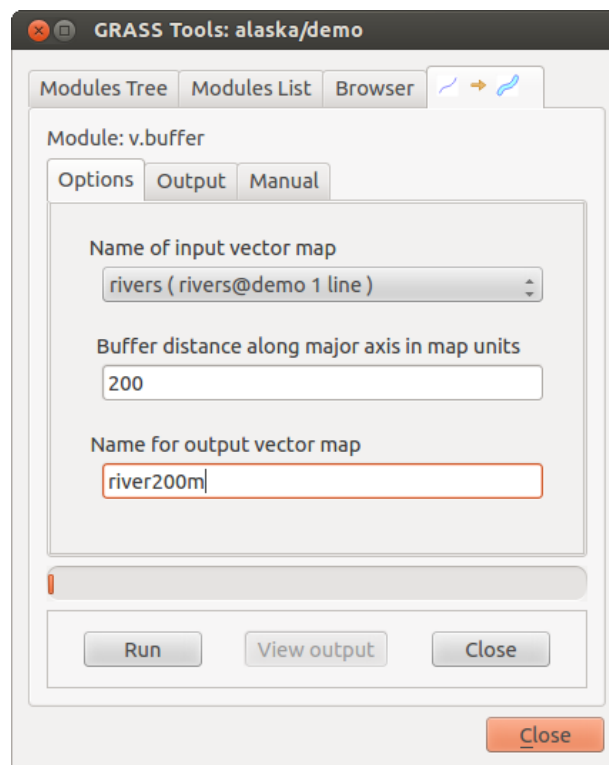 GRASS Tools: alaska/demo
Modules Tree Modules List Browser
Module: v.buffer
Options Output Manual
Name of input vector map
rivers ( rivers@demo 1 line )
Buffer distance along major axis in map units
200
Name for output vector map
river200m
Run View output Close
Close